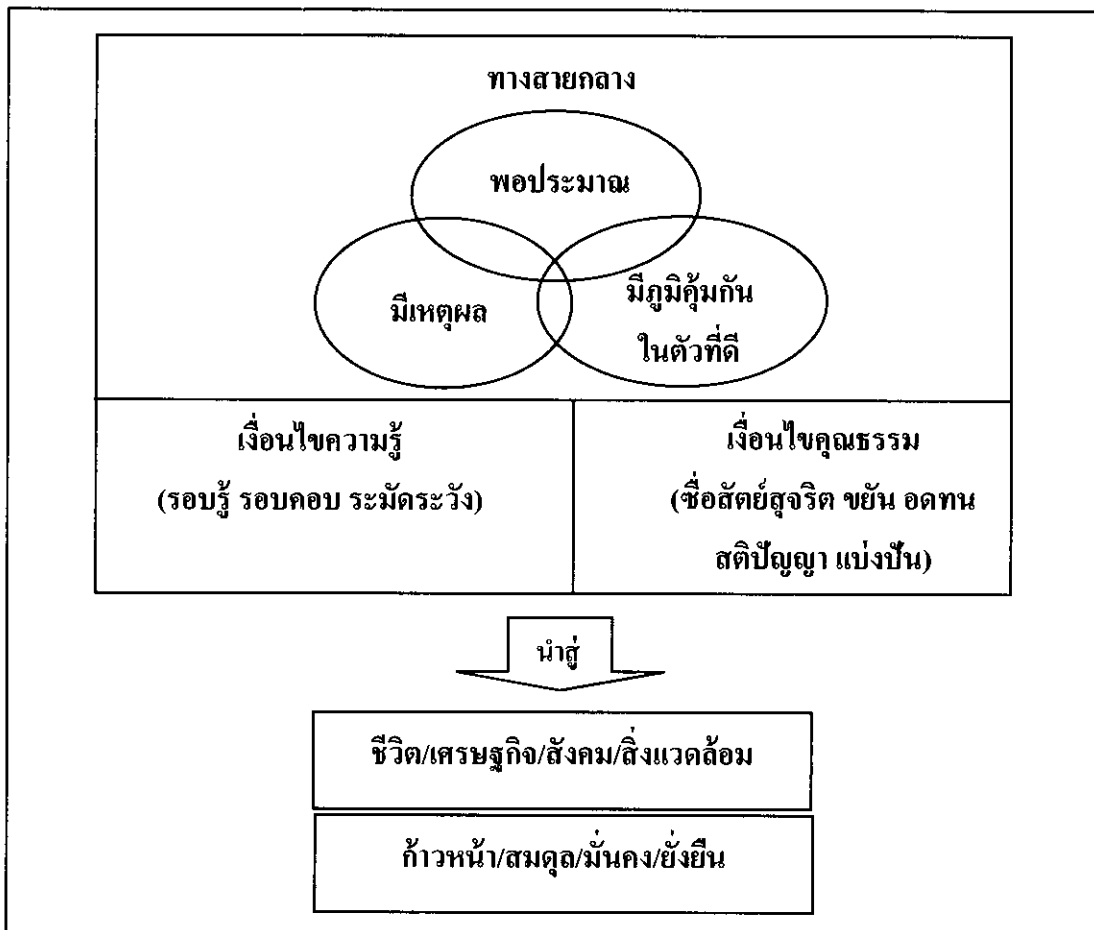 ทางสายกลาง
พอประมาณ
มีเหตุผล
มีภูมิคุ้มกัน
ในตัวที่ดี
เงื่อนไขความรู้
(รอบรู้ รอบคอบ ระมัดระวัง)
เงื่อนไขคุณธรรม
(ซื่อสัตย์สุจริต ขยัน อดทน
สติปัญญา แบ่งปัน)
นำสู่
ชีวิต/เศรษฐกิจ/สังคม/สิ่งแวดล้อม
ก้าวหน้า/สมดุล/มั่นคง/ยั่งยืน